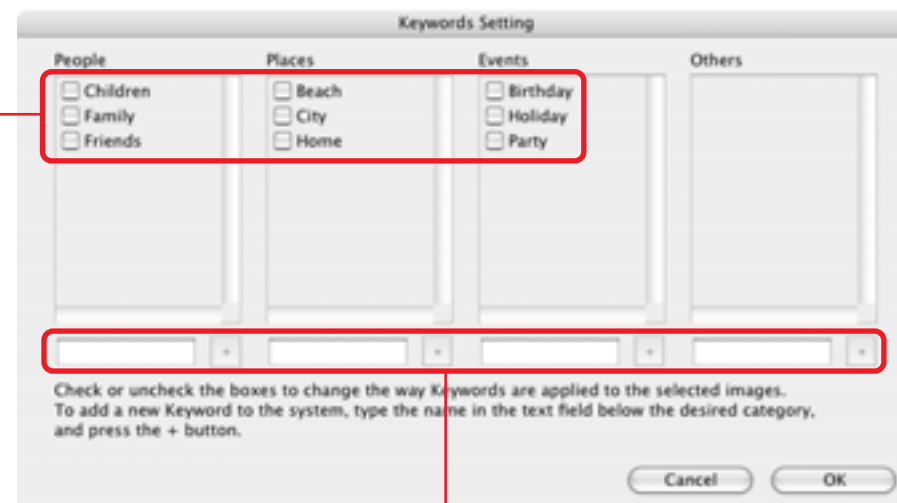 Keywords Setting
People Places Events Others
Children Beach Birthday
Family City Holiday
Friends Home Party
+ + + +
Check or uncheck the boxes to change the way Keywords are applied to the selected images.
To add a new Keyword to the system, type the name in the text field below the desired category,
and press the + button.
Cancel OK